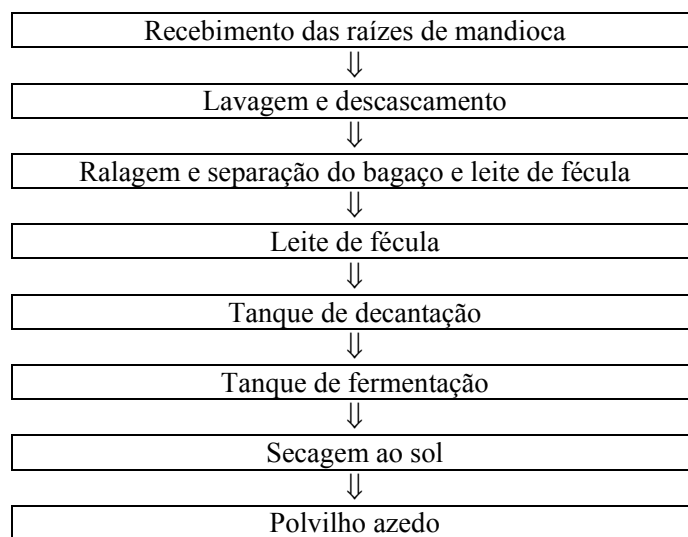 Recebimento das raízes de mandioca
⇓
Lavagem e descascamento
⇓
Ralagem e separação do bagaço e leite de fécula
⇓
Leite de fécula
⇓
Tanque de decantação
⇓
Tanque de fermentação
⇓
Secagem ao sol
⇓
Polvilho azedo